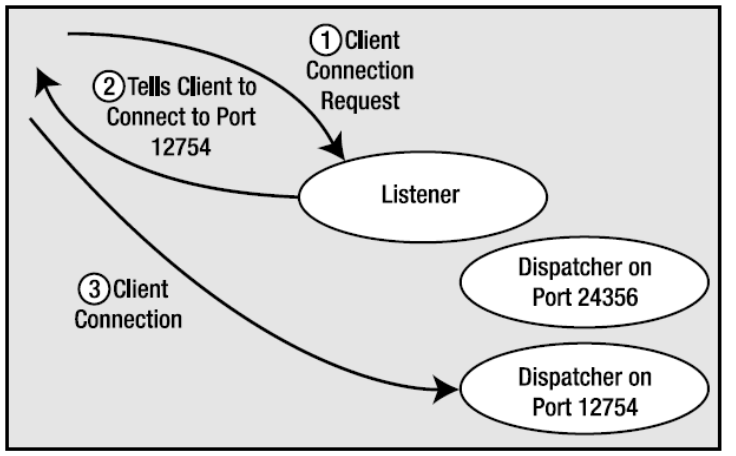 ① Client
Connection
Request
② Tells Client to
Connect to Port
12754
Listener
Dispatcher on
Port 24356
③ Client
Connection
Dispatcher on
Port 12754